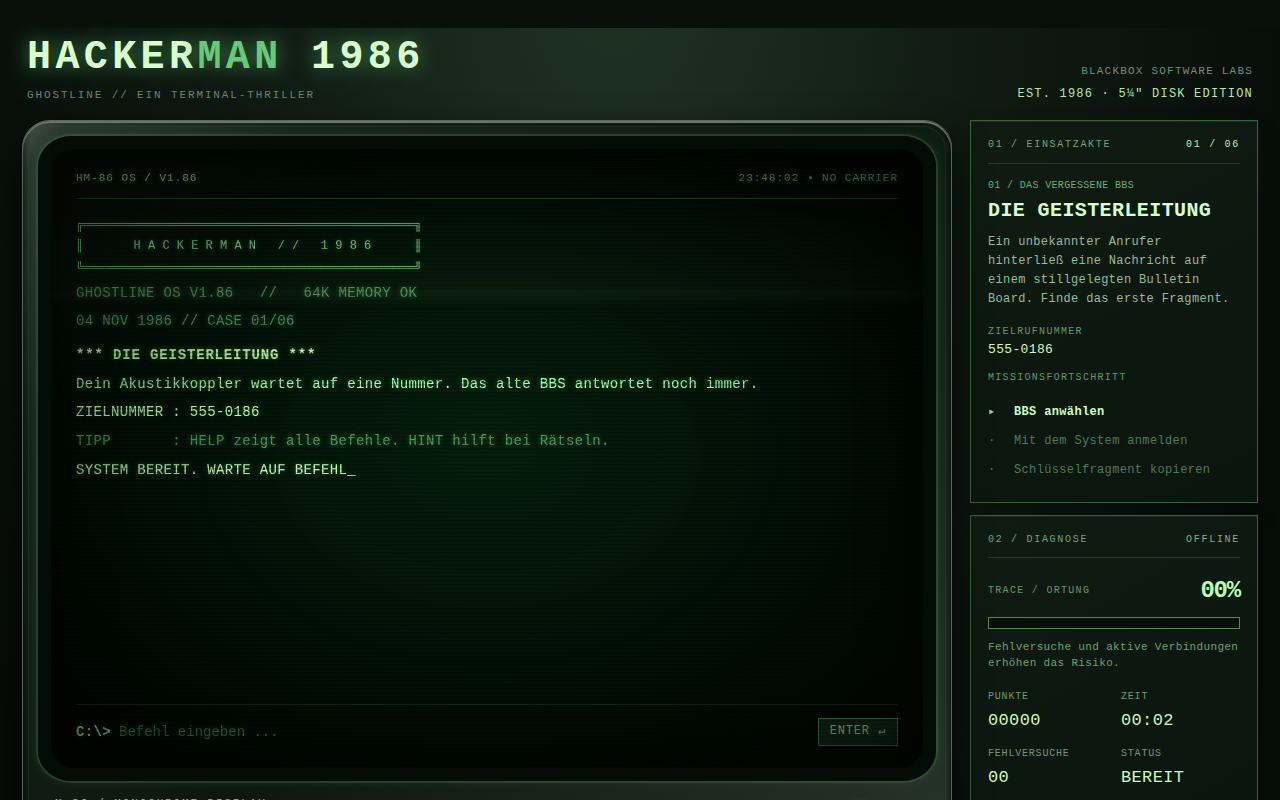 HACKERMAN 1986
GHOSTLINE // EIN TERMINAL-THRILLER
BLACKBOX SOFTWARE LABS
EST. 1986 · 5¼" DISK EDITION
HM-86 OS / V1.86
23:48:02 • NO CARRIER
HACKERMAN // 1986
GHOSTLINE OS V1.86 // 64K MEMORY OK
04 NOV 1986 // CASE 01/06
*** DIE GEISTERLEITUNG ***
Dein Akustikkoppler wartet auf eine Nummer. Das alte BBS antwortet noch immer.
ZIELNUMMER : 555-0186
TIPP : HELP zeigt alle Befehle. HINT hilft bei Rätseln.
SYSTEM BEREIT. WARTE AUF BEFEHL_
C:\> Befehl eingeben ...
ENTER ↵
01 / EINSATZAKTE
01 / 06
01 / DAS VERGESSENE BBS
DIE GEISTERLEITUNG
Ein unbekannter Anrufer
hinterließ eine Nachricht auf
einem stillgelegten Bulletin
Board. Finde das erste Fragment.
ZIELRUFNUMMER
555-0186
MISSIONSFORTSCHRITT
▸ BBS anwählen
· Mit dem System anmelden
· Schlüsselfragment kopieren
02 / DIAGNOSE
OFFLINE
TRACE / ORTUNG
00%
Fehlversuche und aktive Verbindungen
erhöhen das Risiko.
PUNKTE
ZEIT
00000
00:02
FEHLVERSUCHE
STATUS
00
BEREIT